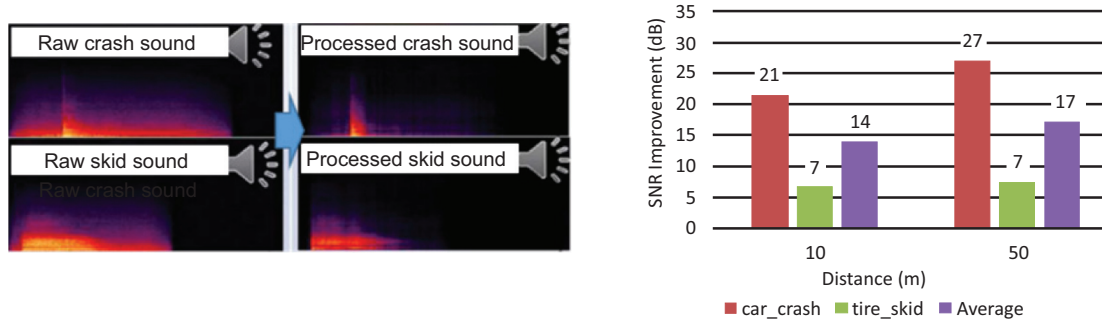 Raw crash sound
Processed crash sound
Raw skid sound
Raw crash sound
Processed skid sound
35
30
25
20
15
10
5
0
SNR Improvement (dB)
21
7
14
27
7
17
10
50
Distance (m)
car_crash tire_skid Average